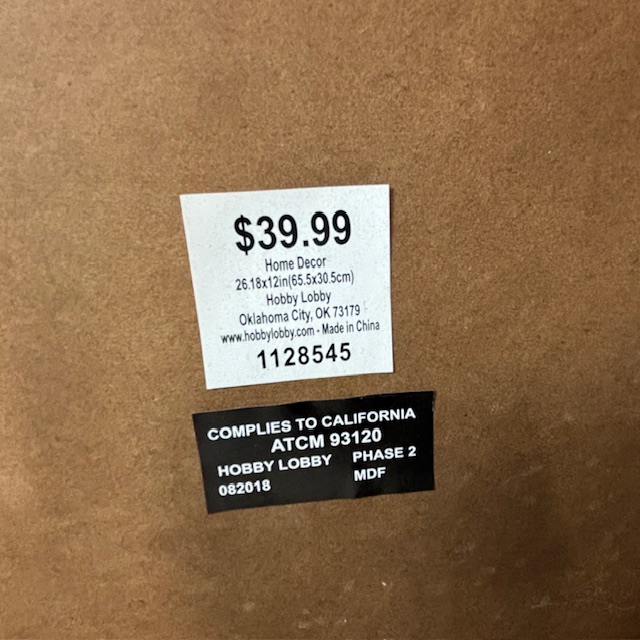 $39.99
Home Decor
26.18x12in(65.5x30.5cm)
Hobby Lobby
Oklahoma City, OK 73179
www.hobbylobby.com - Made in China
1128545
COMPLIES TO CALIFORNIA
ATCM 93120
HOBBY LOBBY PHASE 2
082018 MDF